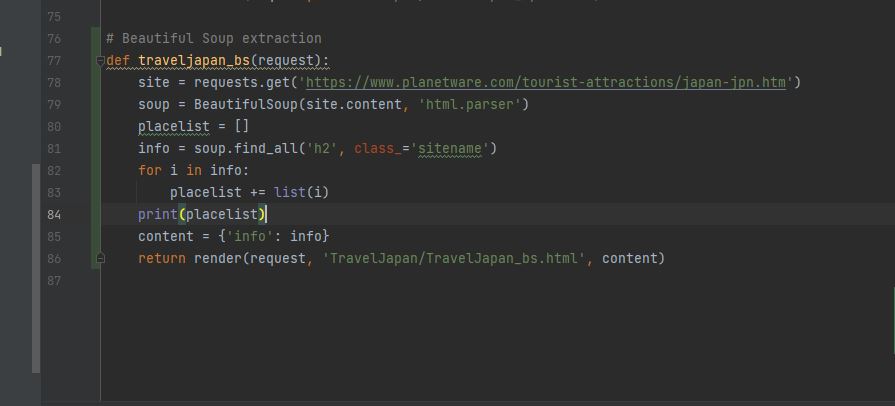 75
76 # Beautiful Soup extraction
77 def traveljapan_bs(request):
78 site = requests.get('https://www.planetware.com/tourist-attractions/japan-jpn.htm')
79 soup = BeautifulSoup(site.content, 'html.parser')
80 placelist = []
81 info = soup.find_all('h2', class_='sitename')
82 for i in info:
83 placelist += list(i)
84 print(placelist)
85 content = {'info': info}
86 return render(request, 'TravelJapan/TravelJapan_bs.html', content)
87